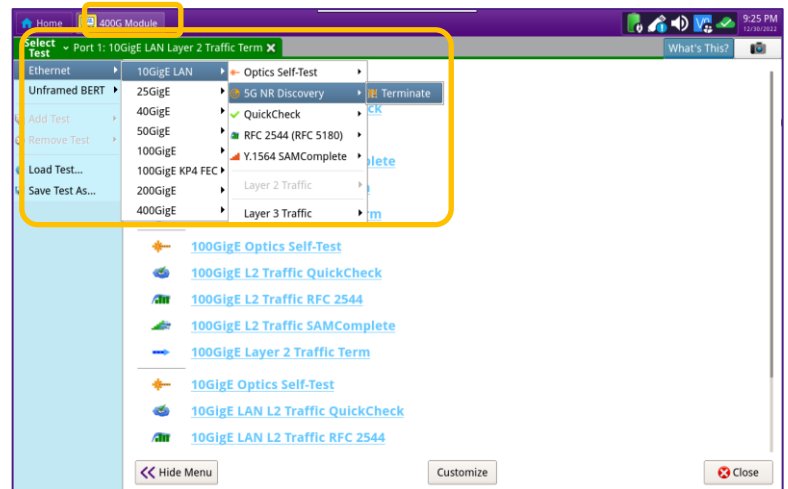 Home
400G Module
9:25 PM
12/30/2022
Select Test
Port 1: 10GigE LAN Layer 2 Traffic Term
What's This?
Ethernet
Unframed BERT
Add Test
Remove Test
Load Test...
Save Test As...
10GigE LAN
25GigE
40GigE
50GigE
100GigE
100GigE KP4 FEC
200GigE
400GigE
Optics Self-Test
5G NR Discovery
QuickCheck
RFC 2544 (RFC 5180)
Y.1564 SAMComplete
Layer 2 Traffic
Layer 3 Traffic
Terminate
100GigE Optics Self-Test
100GigE L2 Traffic QuickCheck
100GigE L2 Traffic RFC 2544
100GigE L2 Traffic SAMComplete
100GigE Layer 2 Traffic Term
10GigE Optics Self-Test
10GigE LAN L2 Traffic QuickCheck
10GigE LAN L2 Traffic RFC 2544
Hide Menu
Customize
Close